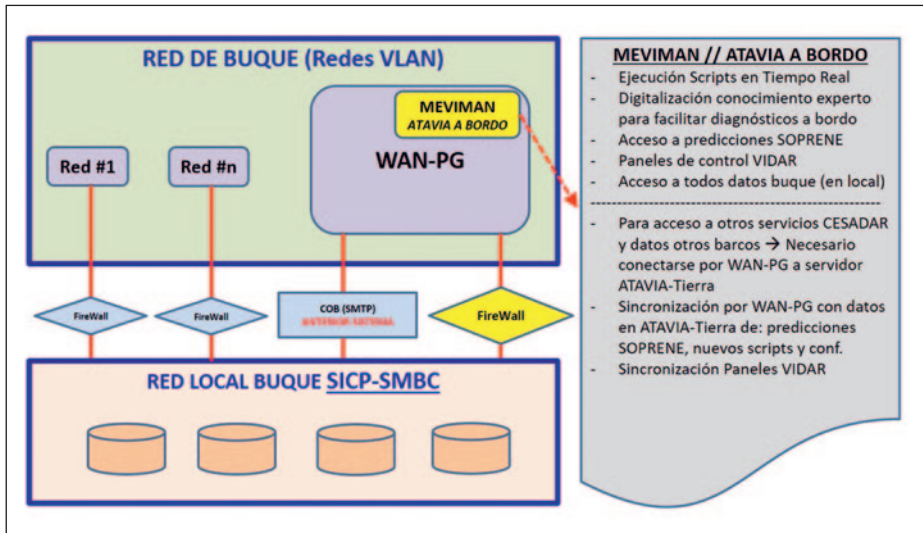 RED DE BUQUE (Redes VLAN)
MEVIMAN
ATAVIA A BORDO
WAN-PG
Red #1
Red #n
FireWall
FireWall
COB (SMTP)
ANTERIOR SISTEMA
FireWall
RED LOCAL BUQUE SICP-SMBC
MEVIMAN // ATAVIA A BORDO
- Ejecución Scripts en Tiempo Real
- Digitalización conocimiento experto
para facilitar diagnósticos a bordo
- Acceso a predicciones SOPRENE
- Paneles de control VIDAR
- Acceso a todos datos buque (en local)
- Para acceso a otros servicios CESADAR
y datos otros barcos → Necesario
conectarse por WAN-PG a servidor
ATAVIA-Tierra
- Sincronización por WAN-PG con datos
en ATAVIA-Tierra de: predicciones
SOPRENE, nuevos scripts y conf.
- Sincronización Paneles VIDAR